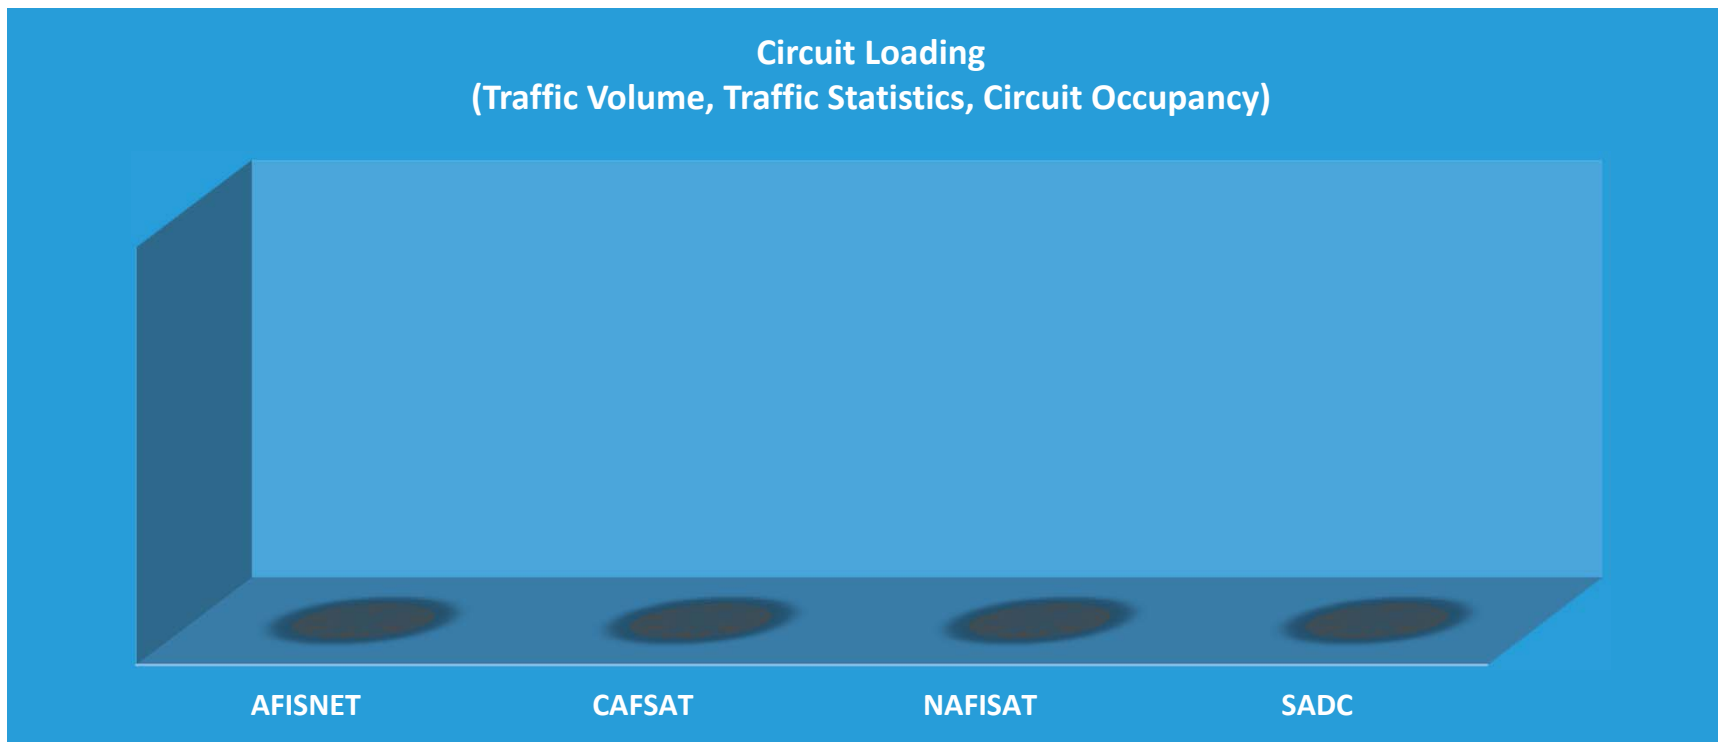 Circuit Loading
(Traffic Volume, Traffic Statistics, Circuit Occupancy)
AFISNET CAFSAT NAFISAT SADC